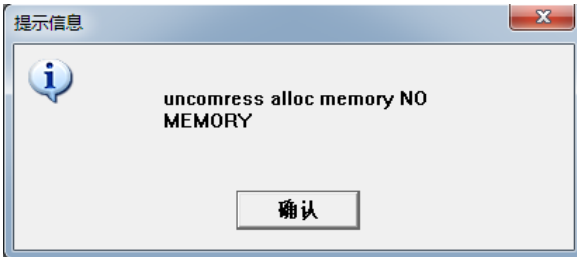 提示信息
uncomress alloc memory NO
MEMORY
确认